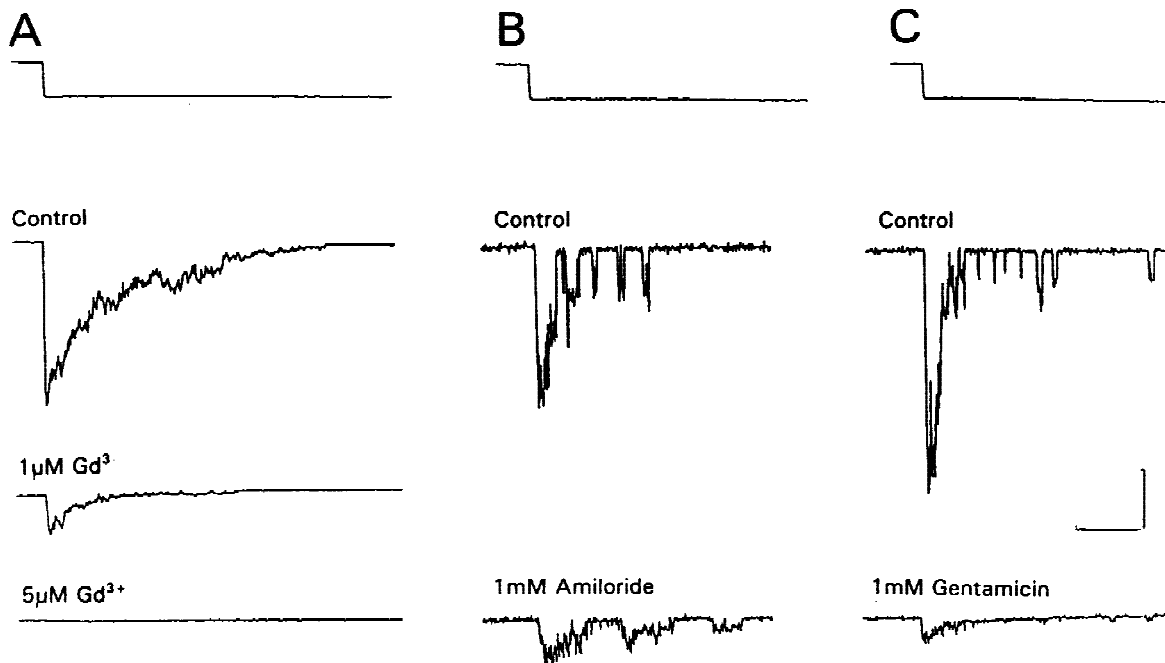 A B C
Control Control Control
1µM Gd³
5µM Gd³⁺
1mM Amiloride 1mM Gentamicin